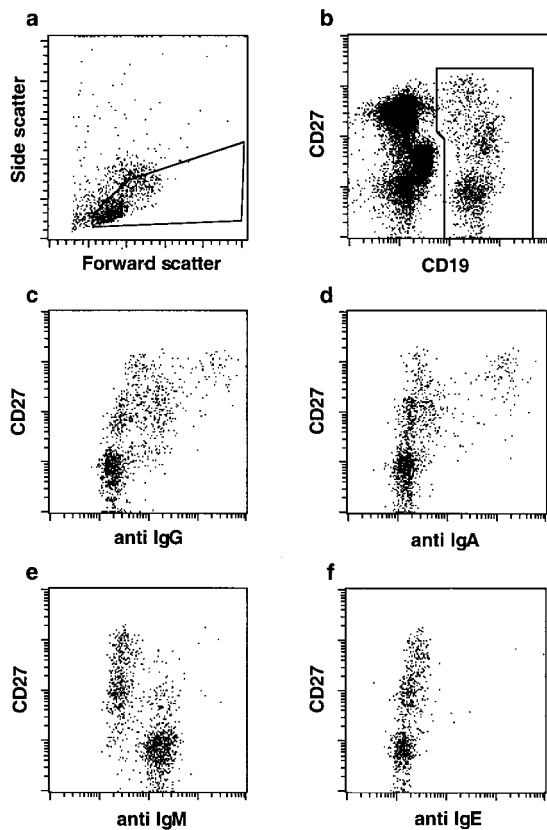 a
Side scatter
Forward scatter
b
CD27
CD19
c
CD27
anti IgG
d
CD27
anti IgA
e
CD27
anti IgM
f
CD27
anti IgE